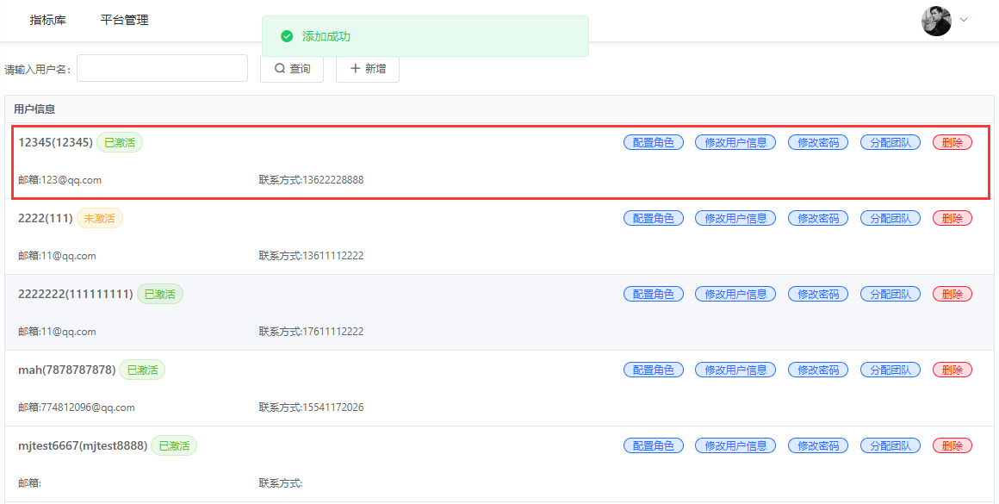 指标库 平台管理
添加成功
请输入用户名: 查询 新增
用户信息
12345(12345) 已激活 配置角色 修改用户信息 修改密码 分配团队 删除
邮箱:123@qq.com 联系方式:13622228888
2222(111) 未激活 配置角色 修改用户信息 修改密码 分配团队 删除
邮箱:11@qq.com 联系方式:13611112222
2222222(111111111) 已激活 配置角色 修改用户信息 修改密码 分配团队 删除
邮箱:11@qq.com 联系方式:17611112222
mah(7878787878) 已激活 配置角色 修改用户信息 修改密码 分配团队 删除
邮箱:774812096@qq.com 联系方式:15541172026
mjtest6667(mjtest8888) 已激活 配置角色 修改用户信息 修改密码 分配团队 删除
邮箱: 联系方式: